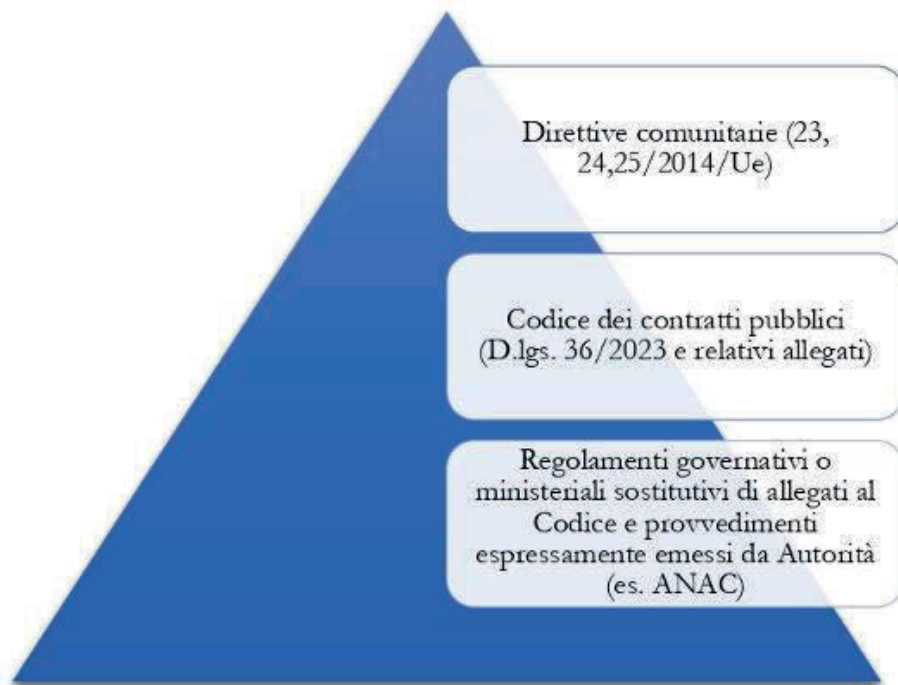 Direttive comunitarie (23,
24,25/2014/Ue)
Codice dei contratti pubblici
(D.lgs. 36/2023 e relativi allegati)
Regolamenti governativi o
ministeriali sostitutivi di allegati al
Codice e provvedimenti
espressamente emessi da Autorità
(es. ANAC)